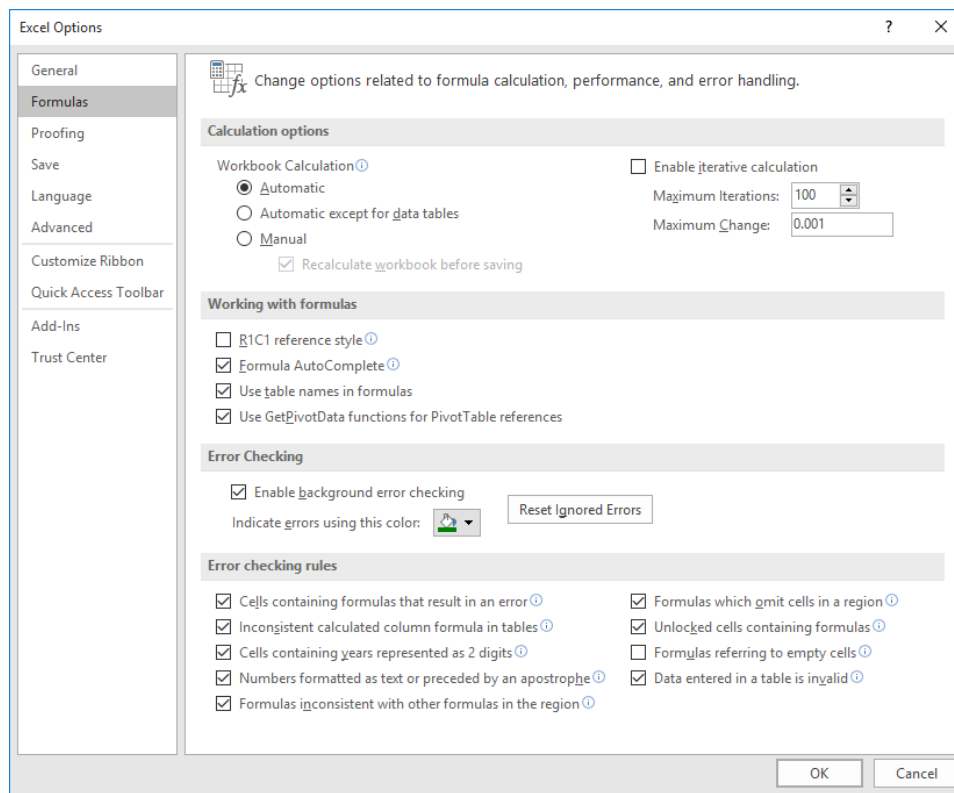 Excel Options
?
General
Formulas
Proofing
Save
Language
Advanced
Customize Ribbon
Quick Access Toolbar
Add-Ins
Trust Center
Change options related to formula calculation, performance, and error handling.
Calculation options
Workbook Calculation
Automatic
Automatic except for data tables
Manual
Recalculate workbook before saving
Enable iterative calculation
Maximum Iterations: 100
Maximum Change: 0.001
Working with formulas
R1C1 reference style
Formula AutoComplete
Use table names in formulas
Use GetPivotData functions for PivotTable references
Error Checking
Enable background error checking
Indicate errors using this color:
Reset Ignored Errors
Error checking rules
Cells containing formulas that result in an error
Inconsistent calculated column formula in tables
Cells containing years represented as 2 digits
Numbers formatted as text or preceded by an apostrophe
Formulas inconsistent with other formulas in the region
Formulas which omit cells in a region
Unlocked cells containing formulas
Formulas referring to empty cells
Data entered in a table is invalid
OK
Cancel